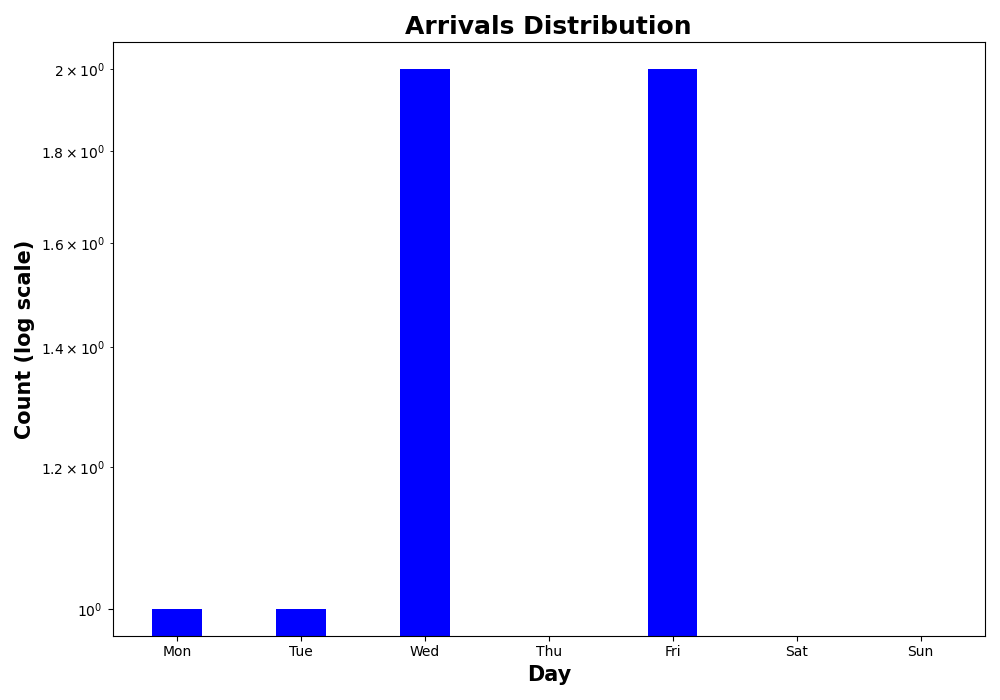 Arrivals Distribution
Count (log scale)
2 × 10⁰
1.8 × 10⁰
1.6 × 10⁰
1.4 × 10⁰
1.2 × 10⁰
10⁰
Mon Tue Wed Thu Fri Sat Sun
Day